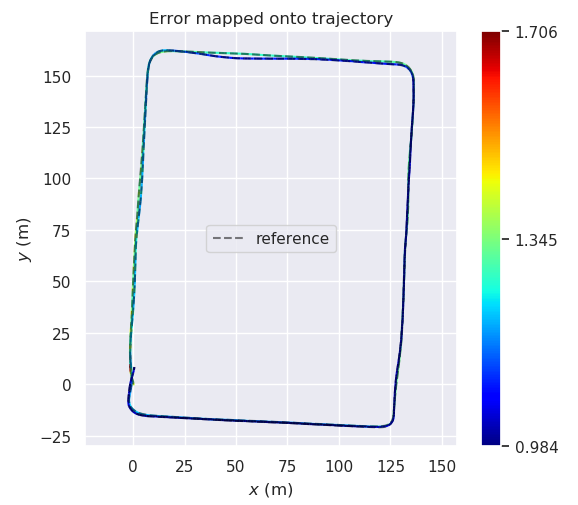 Error mapped onto trajectory
1.706
150
125
100
75
reference
1.345
y (m)
50
25
0
−25
0.984
0 25 50 75 100 125 150
x (m)